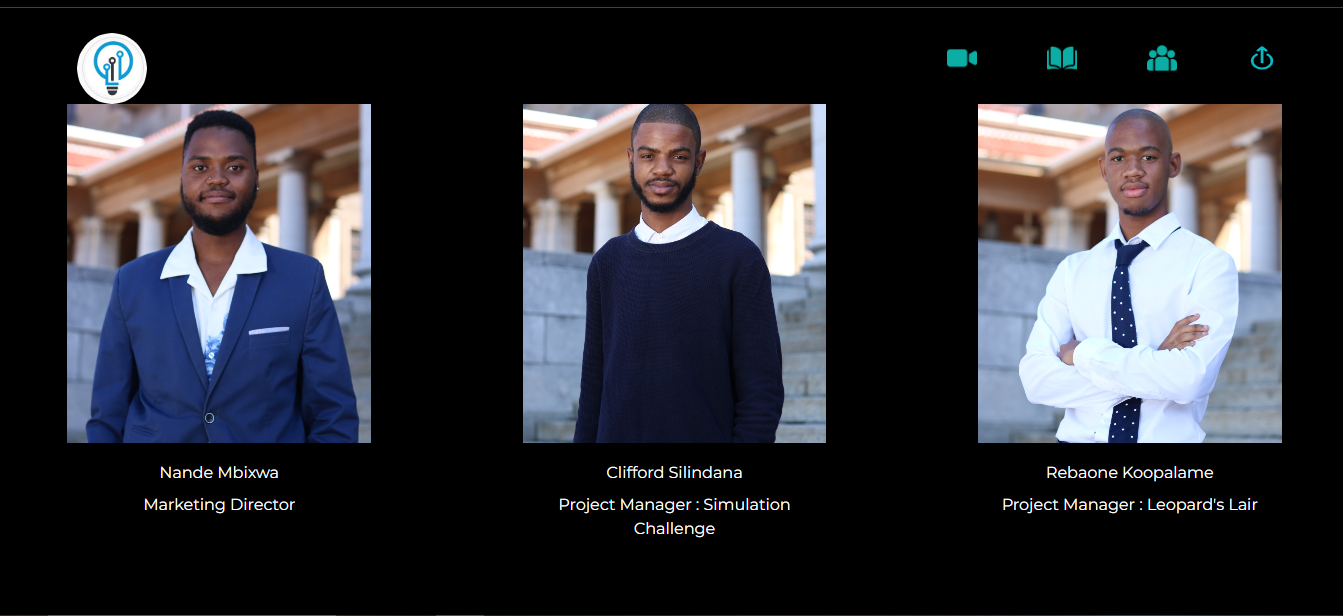 Nande Mbixwa
Marketing Director
Clifford Silindana
Project Manager : Simulation
Challenge
Rebaone Koopalame
Project Manager : Leopard's Lair